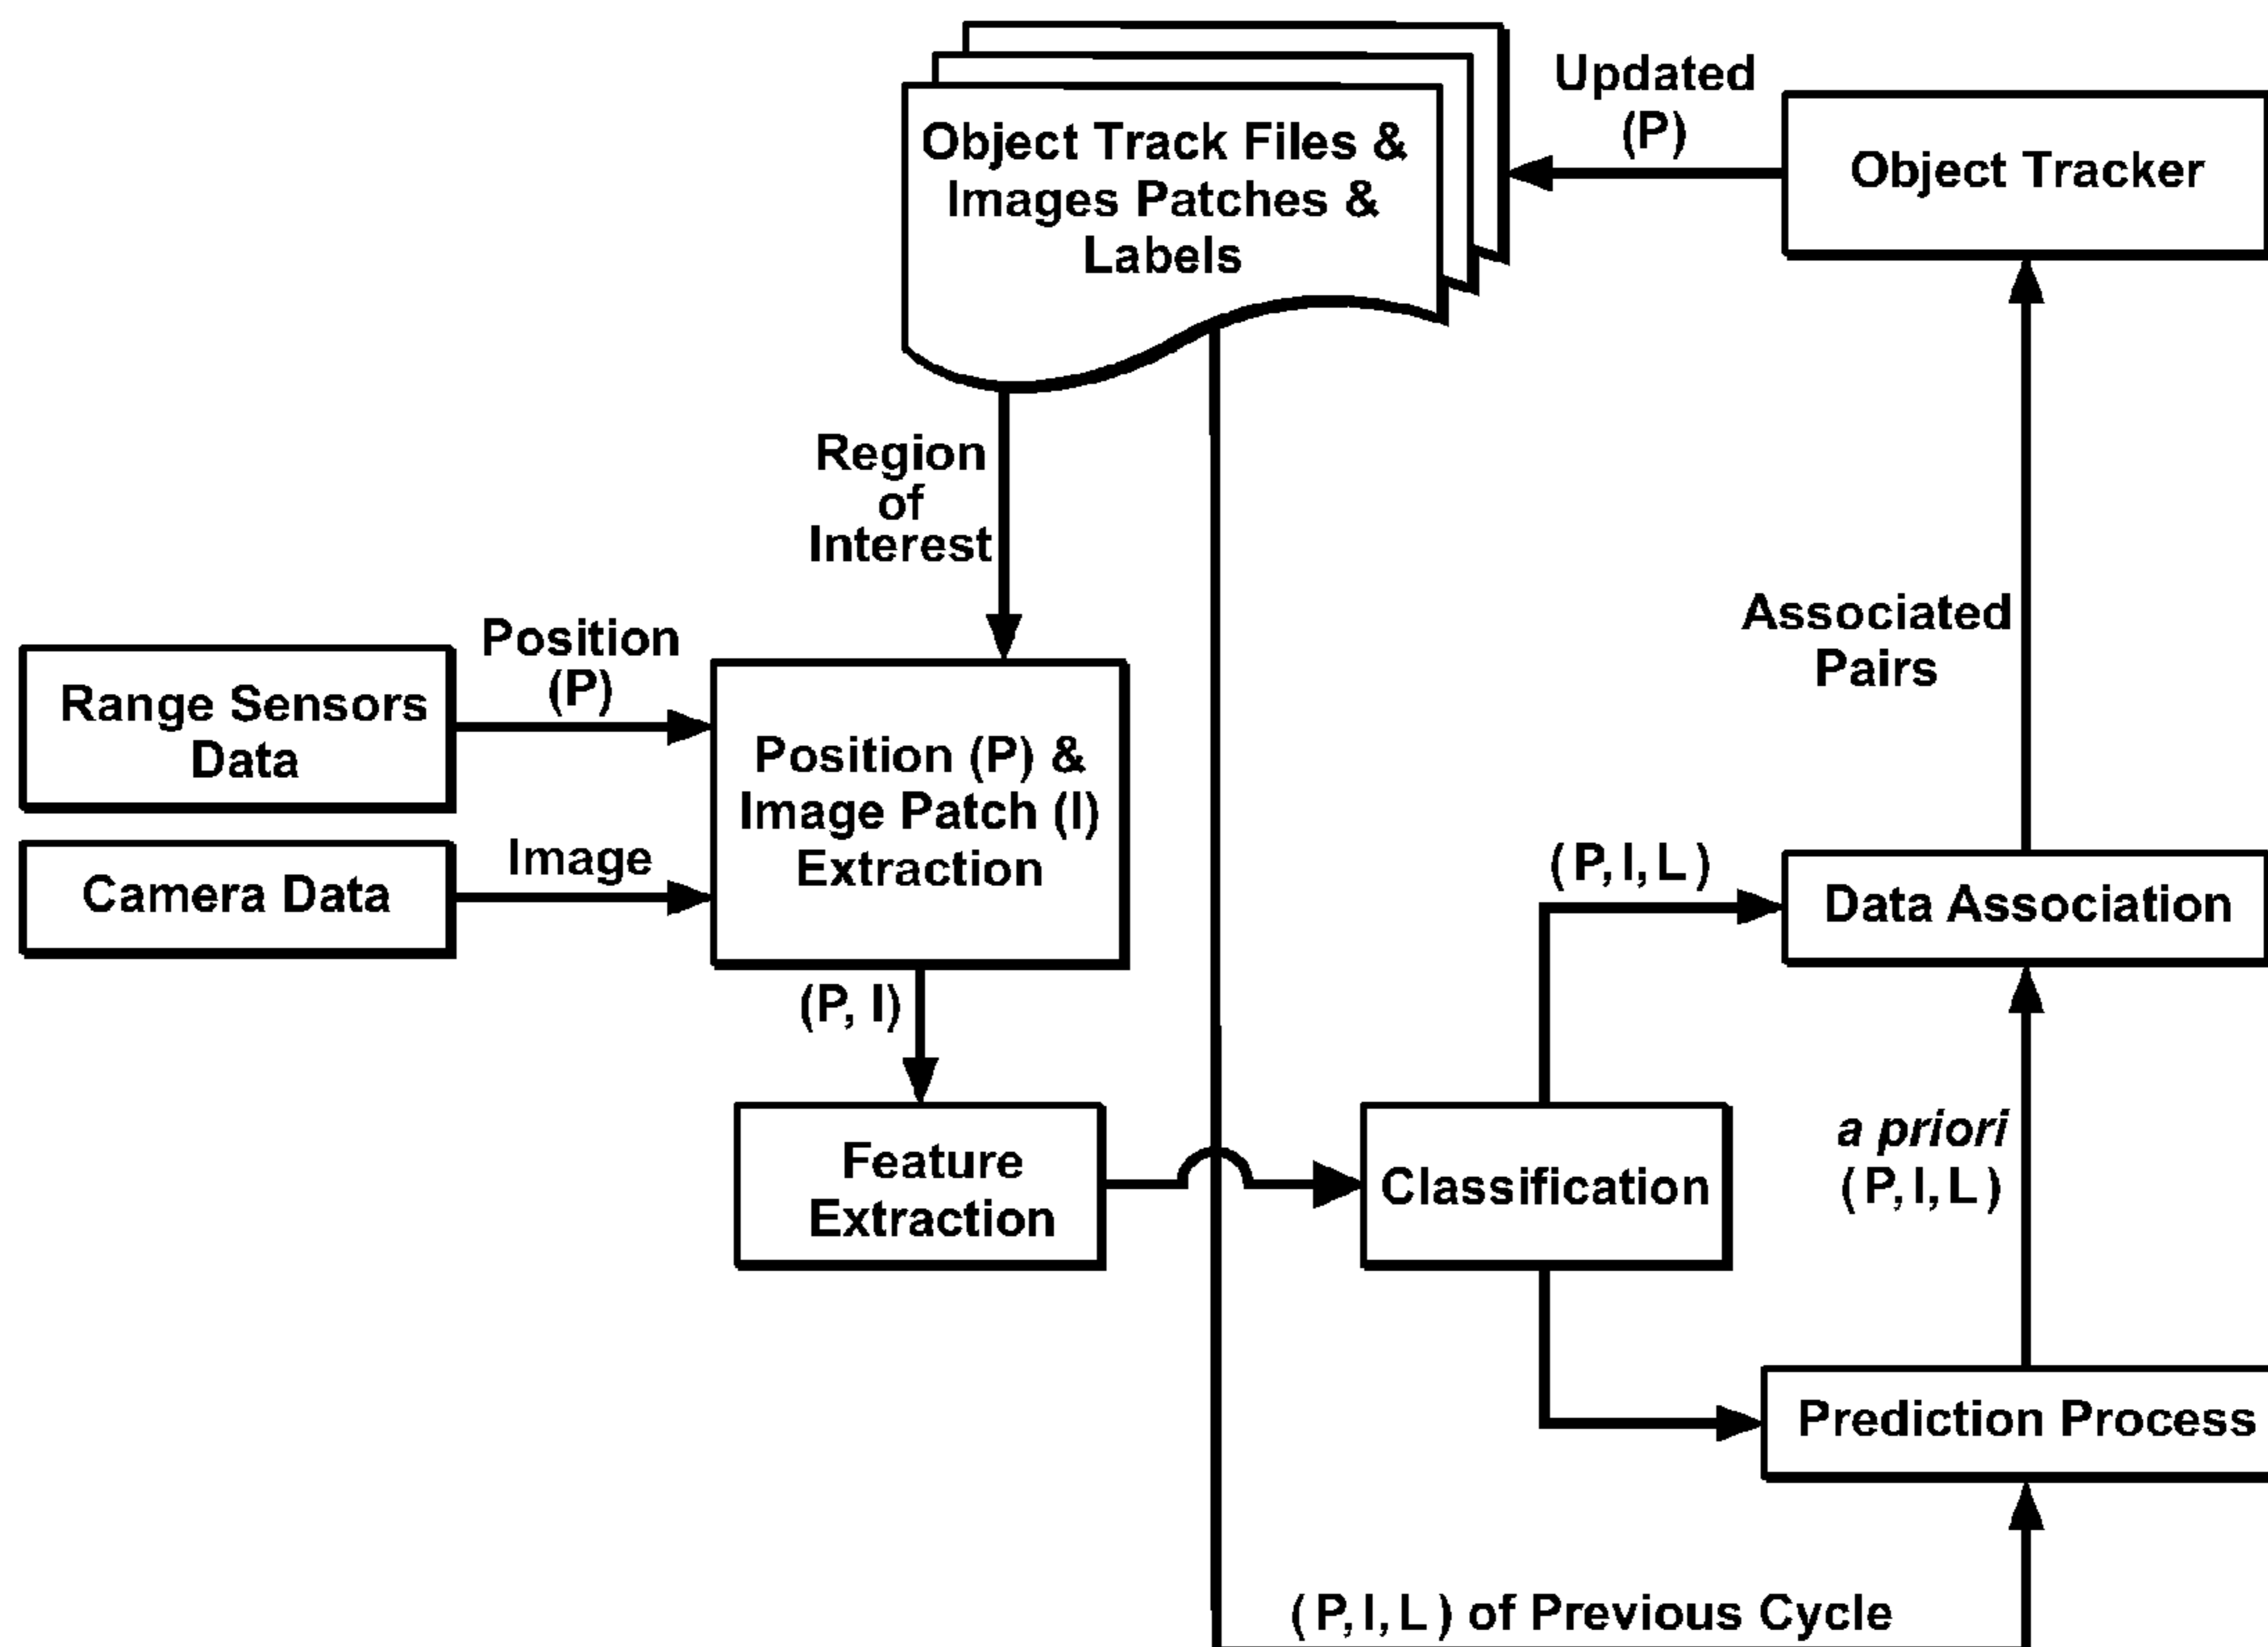 Object Track Files &
Images Patches &
Labels
Updated
(P)
Object Tracker
Region
of
Interest
Associated
Pairs
Range Sensors
Data
Position
(P)
Position (P) &
Image Patch (I)
Extraction
Camera Data
Image
(P, I)
(P, I, L)
Data Association
Feature
Extraction
Classification
a priori
(P, I, L)
Prediction Process
(P, I, L) of Previous Cycle